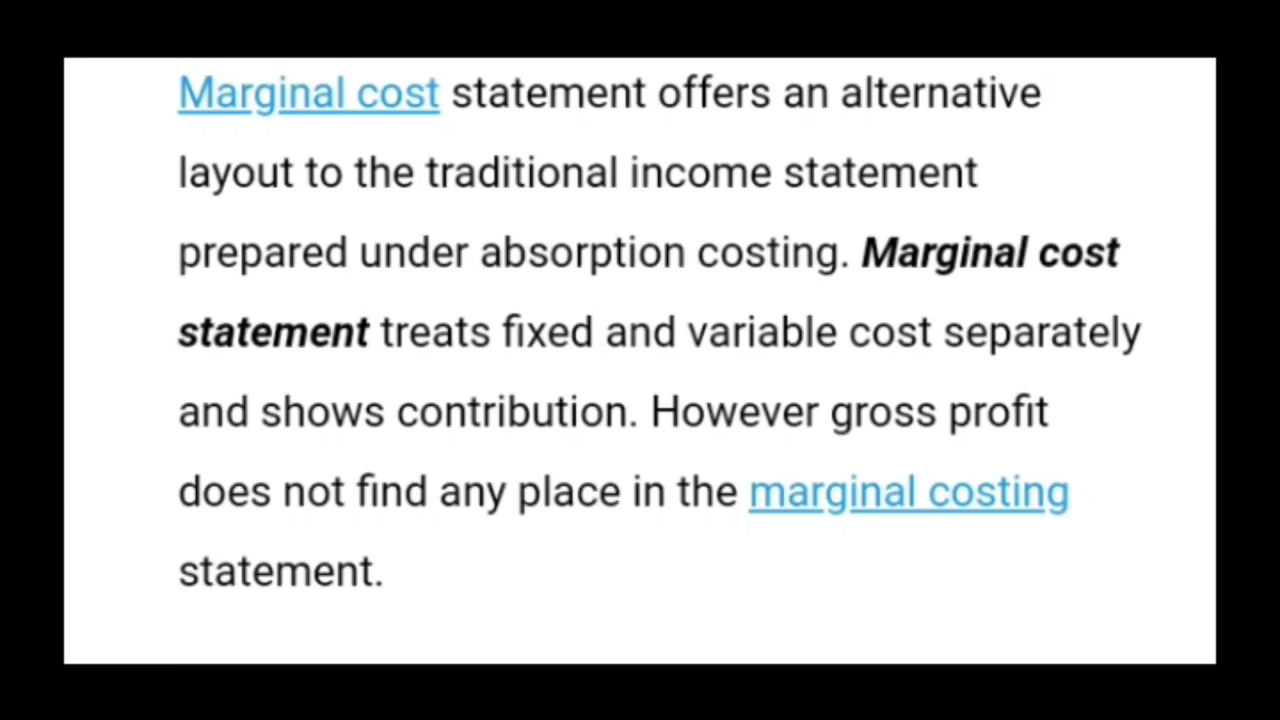 Marginal cost statement offers an alternative
layout to the traditional income statement
prepared under absorption costing. Marginal cost
statement treats fixed and variable cost separately
and shows contribution. However gross profit
does not find any place in the marginal costing
statement.